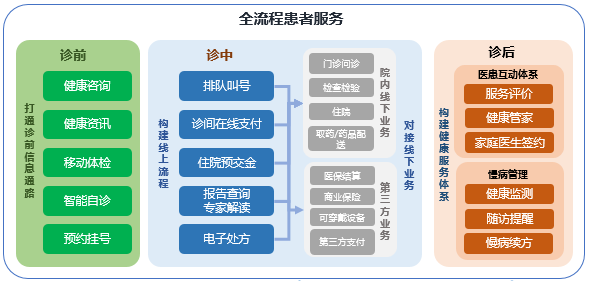 全流程患者服务
诊前
打通诊前信息通路
健康咨询
健康资讯
移动体检
智能自诊
预约挂号
诊中
构建线上流程
排队叫号
诊间在线支付
住院预交金
报告查询
专家解读
电子处方
门诊问诊
检查检验
住院
取药/药品配
送
院内线下业务
医保结算
商业保险
可穿戴设备
第三方支付
第三方业务
对接线下业务
诊后
构建健康服务体系
医患互动体系
服务评价
健康管家
家庭医生签约
慢病管理
健康监测
随访提醒
慢病续方